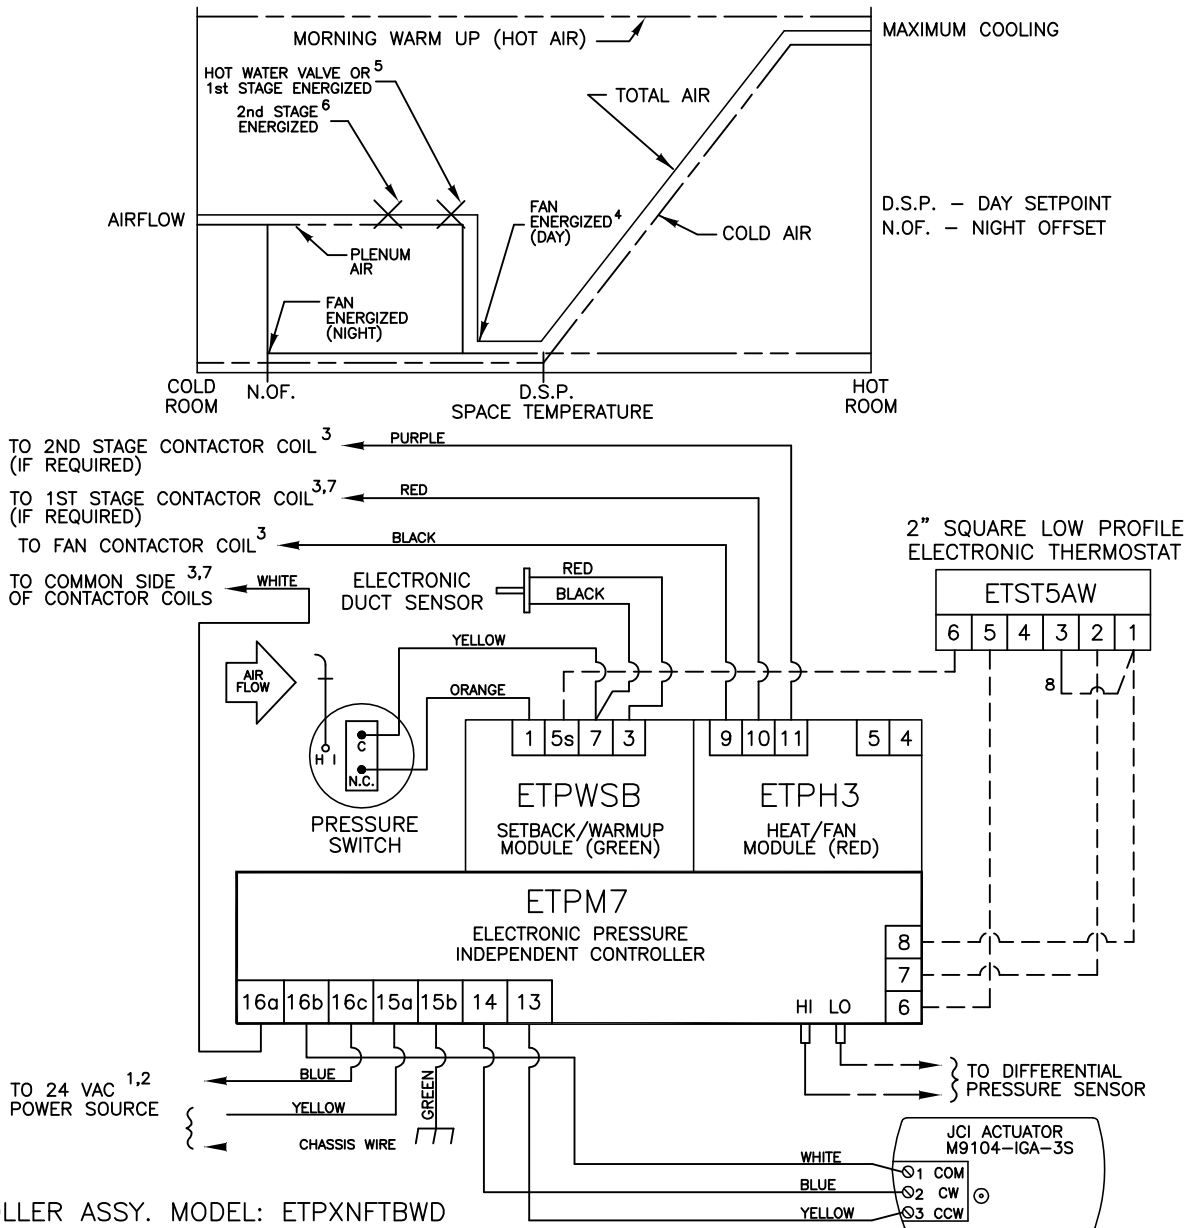 MORNING WARM UP (HOT AIR)
MAXIMUM COOLING
HOT WATER VALVE OR 5
1st STAGE ENERGIZED
2nd STAGE 6
ENERGIZED
TOTAL AIR
AIRFLOW
FAN
ENERGIZED 4
(DAY)
COLD AIR
D.S.P. – DAY SETPOINT
N.OF. – NIGHT OFFSET
PLENUM
AIR
FAN
ENERGIZED
(NIGHT)
COLD
ROOM
N.OF.
D.S.P.
SPACE TEMPERATURE
HOT
ROOM
TO 2ND STAGE CONTACTOR COIL 3
(IF REQUIRED)
PURPLE
TO 1ST STAGE CONTACTOR COIL 3,7
(IF REQUIRED)
RED
TO FAN CONTACTOR COIL 3
BLACK
TO COMMON SIDE 3,7
OF CONTACTOR COILS
WHITE
ELECTRONIC
DUCT SENSOR
RED
BLACK
2" SQUARE LOW PROFILE
ELECTRONIC THERMOSTAT
ETST5AW
6 5 4 3 2 1
8
YELLOW
ORANGE
AIR
FLOW
HI
C
N.C.
PRESSURE
SWITCH
1 5s 7 3
9 10 11
5 4
ETPWSB
SETBACK/WARMUP
MODULE (GREEN)
ETPH3
HEAT/FAN
MODULE (RED)
ETPM7
ELECTRONIC PRESSURE
INDEPENDENT CONTROLLER
8
7
6
16a 16b 16c 15a 15b 14 13
HI LO
TO 24 VAC 1,2
POWER SOURCE
BLUE
YELLOW
CHASSIS WIRE
GREEN
TO DIFFERENTIAL
PRESSURE SENSOR
JCI ACTUATOR
M9104–IGA–3S
WHITE
1 COM
BLUE
2 CW
YELLOW
3 CCW
LLER ASSY. MODEL: ETPXNFTBWD